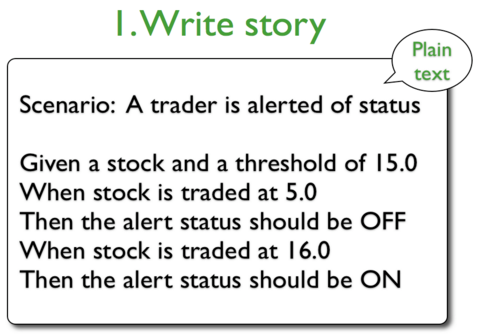 1.Write story
Plain
text
Scenario: A trader is alerted of status
Given a stock and a threshold of 15.0
When stock is traded at 5.0
Then the alert status should be OFF
When stock is traded at 16.0
Then the alert status should be ON